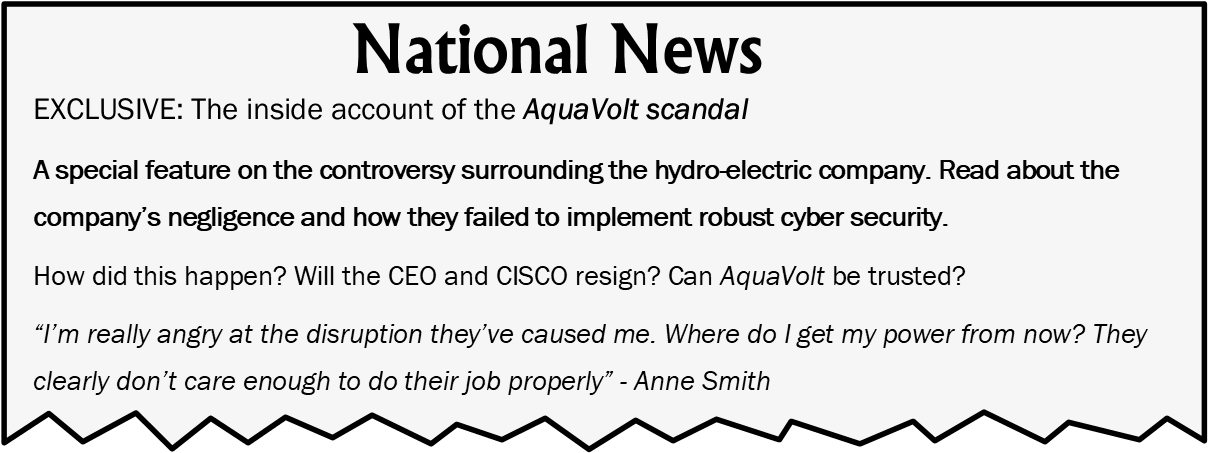 National News
EXCLUSIVE: The inside account of the AquaVolt scandal
A special feature on the controversy surrounding the hydro-electric company. Read about the
company’s negligence and how they failed to implement robust cyber security.
How did this happen? Will the CEO and CISCO resign? Can AquaVolt be trusted?
“I’m really angry at the disruption they’ve caused me. Where do I get my power from now? They
clearly don’t care enough to do their job properly” - Anne Smith